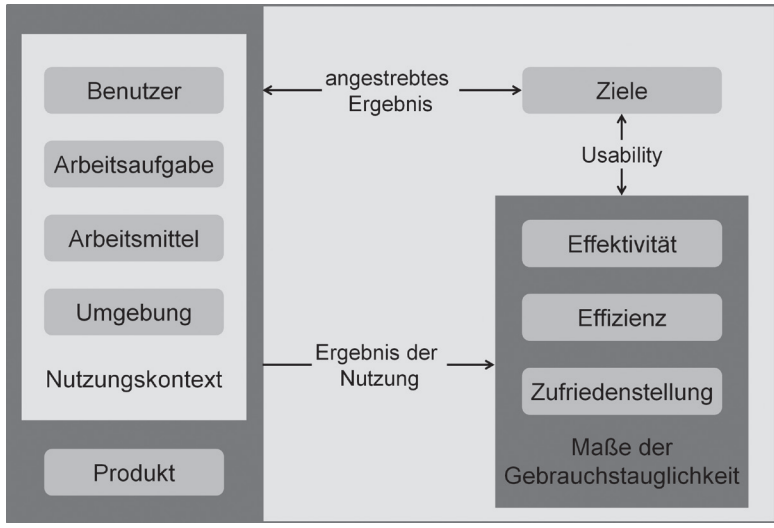 Benutzer
Arbeitsaufgabe
Arbeitsmittel
Umgebung
Nutzungskontext
Produkt
angestrebtes
Ergebnis
Ziele
Usability
Ergebnis der
Nutzung
Effektivität
Effizienz
Zufriedenstellung
Maße der
Gebrauchstauglichkeit